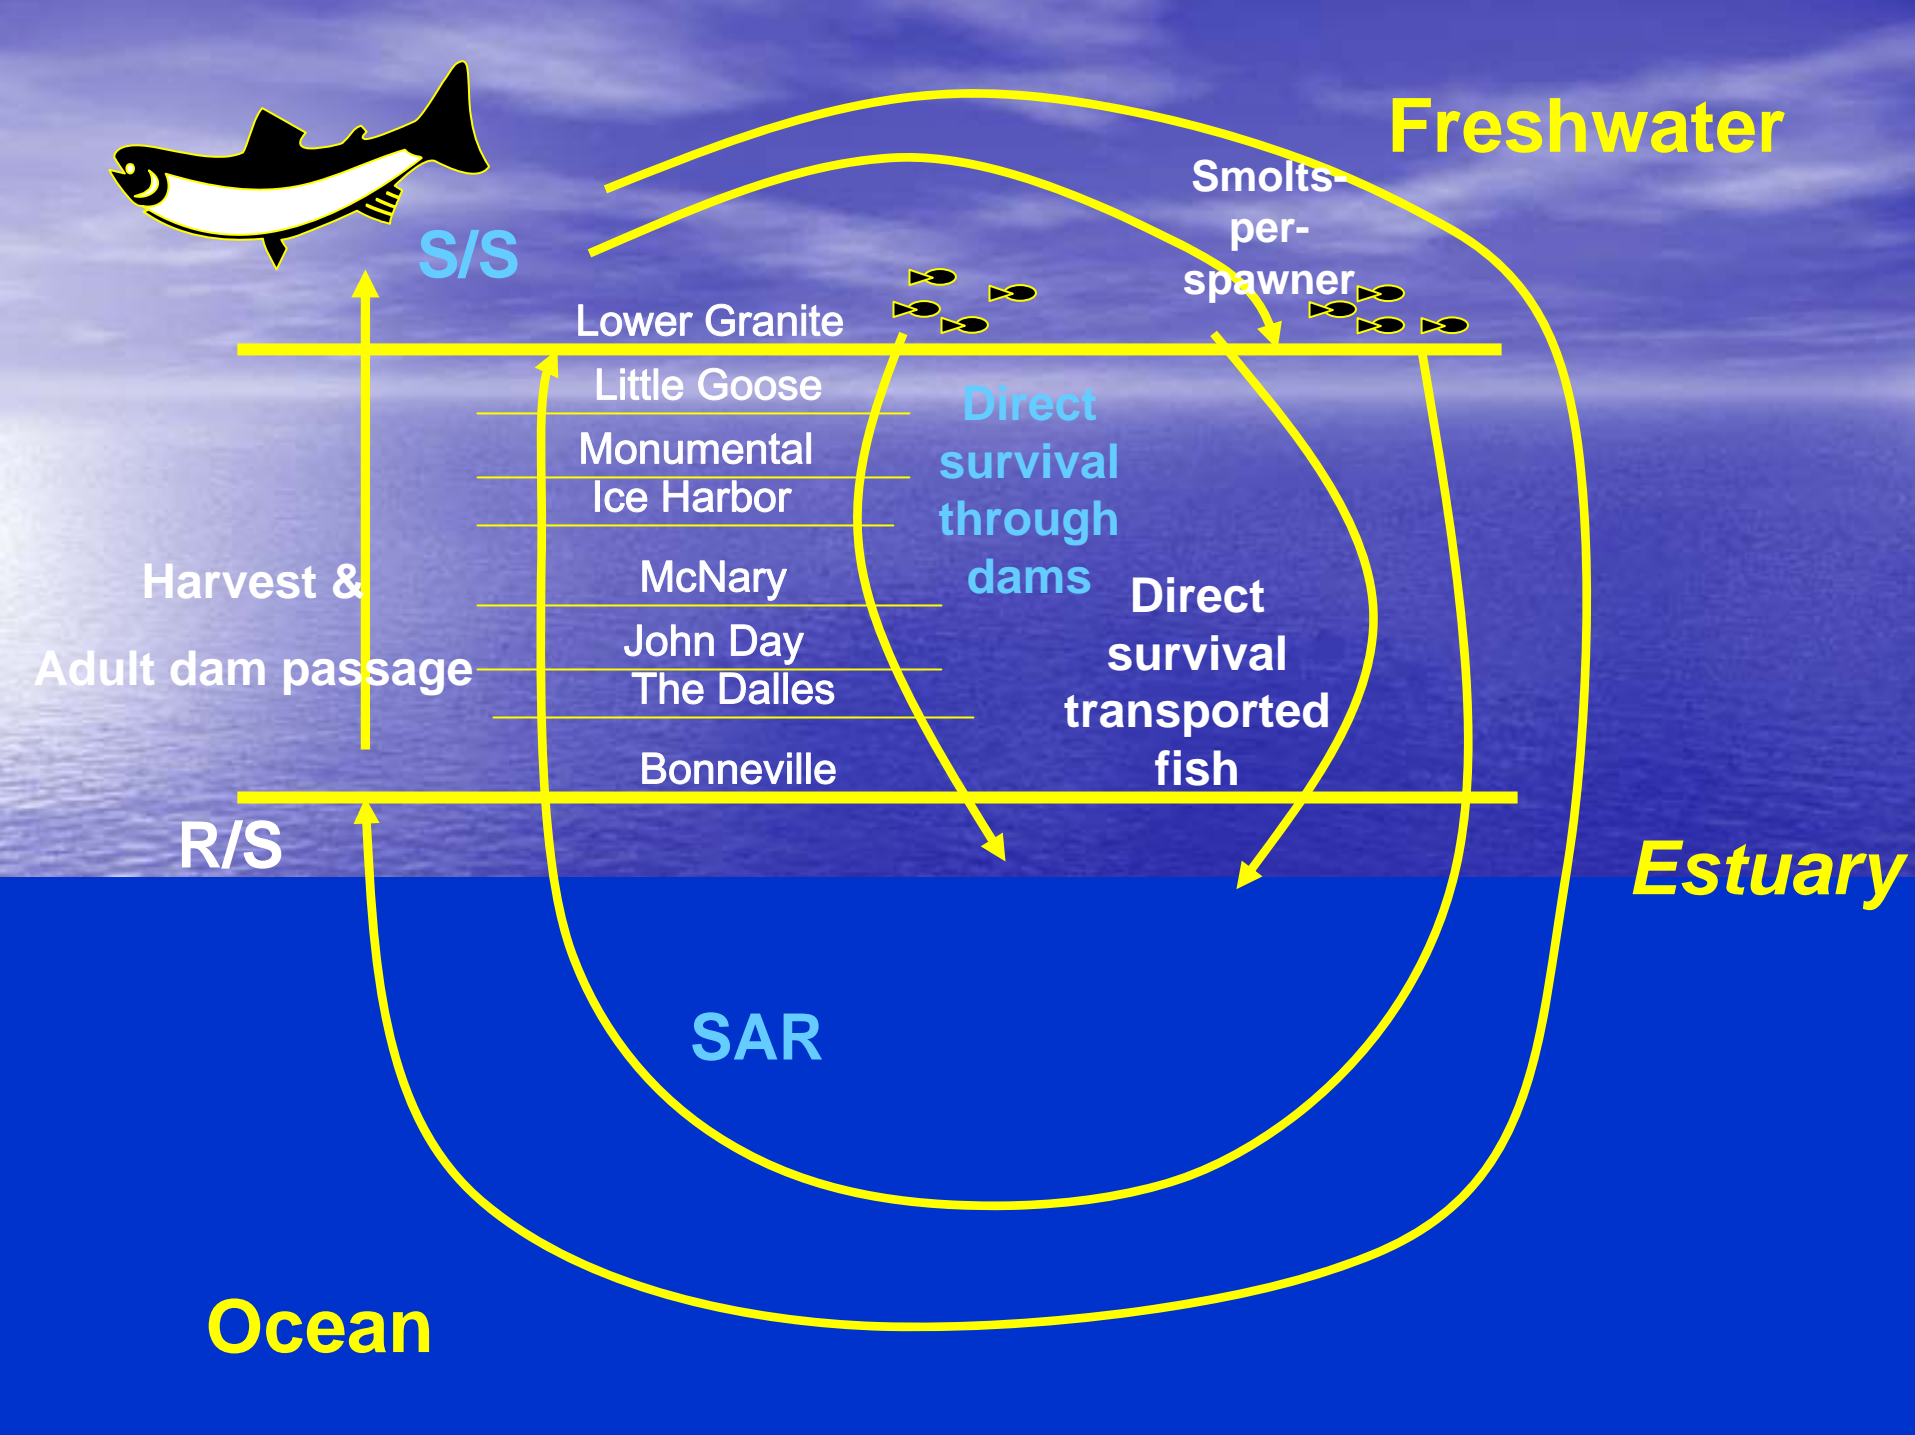 Freshwater
Smolts-
per-
spawner
S/S
Lower Granite
Little Goose
Monumental
Ice Harbor
McNary
John Day
The Dalles
Bonneville
Direct
survival
through
dams
Direct
survival
transported
fish
Harvest &
Adult dam passage
R/S
Estuary
SAR
Ocean